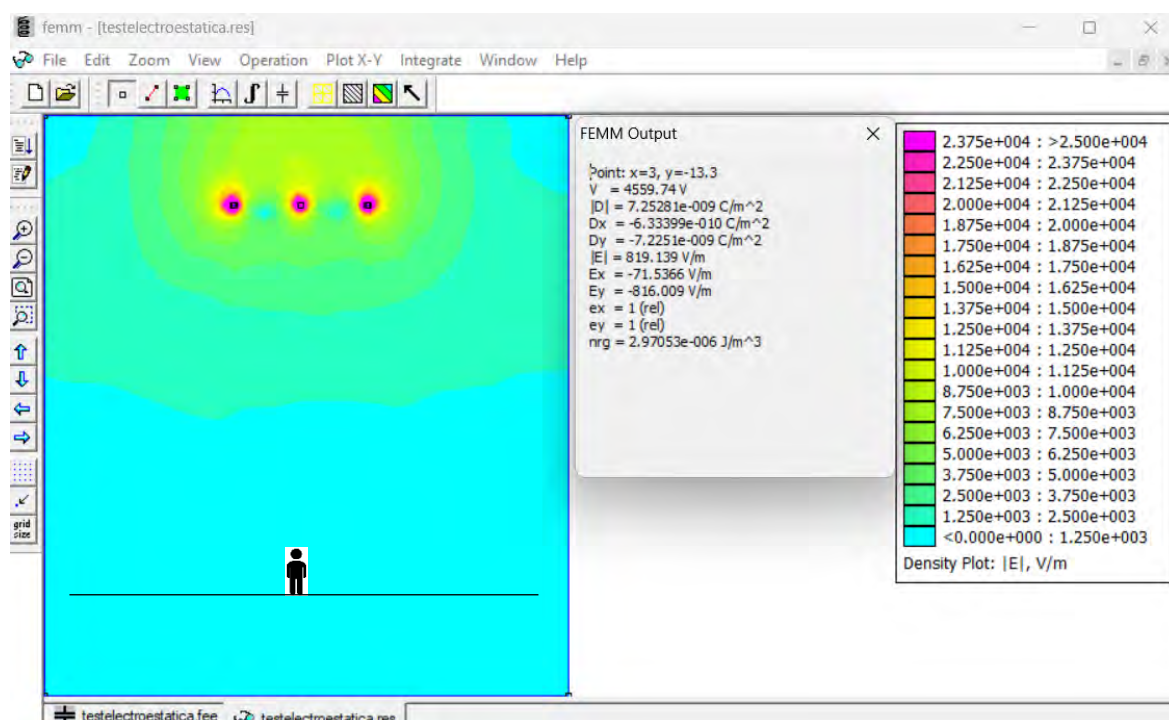 femm - [testelectroestatica.res]
File Edit Zoom View Operation Plot X-Y Integrate Window Help
FEMM Output
Point: x=3, y=-13.3
V = 4559.74 V
|D| = 7.25281e-009 C/m^2
Dx = -6.33399e-010 C/m^2
Dy = -7.2251e-009 C/m^2
|E| = 819.139 V/m
Ex = -71.5366 V/m
Ey = -816.009 V/m
ex = 1 (rel)
ey = 1 (rel)
nrg = 2.97053e-006 J/m^3
2.375e+004 : >2.500e+004
2.250e+004 : 2.375e+004
2.125e+004 : 2.250e+004
2.000e+004 : 2.125e+004
1.875e+004 : 2.000e+004
1.750e+004 : 1.875e+004
1.625e+004 : 1.750e+004
1.500e+004 : 1.625e+004
1.375e+004 : 1.500e+004
1.250e+004 : 1.375e+004
1.125e+004 : 1.250e+004
1.000e+004 : 1.125e+004
8.750e+003 : 1.000e+004
7.500e+003 : 8.750e+003
6.250e+003 : 7.500e+003
5.000e+003 : 6.250e+003
3.750e+003 : 5.000e+003
2.500e+003 : 3.750e+003
1.250e+003 : 2.500e+003
<0.000e+000 : 1.250e+003
Density Plot: |E|, V/m
grid
size
testelectroestatica.fee testelectroestatica.res